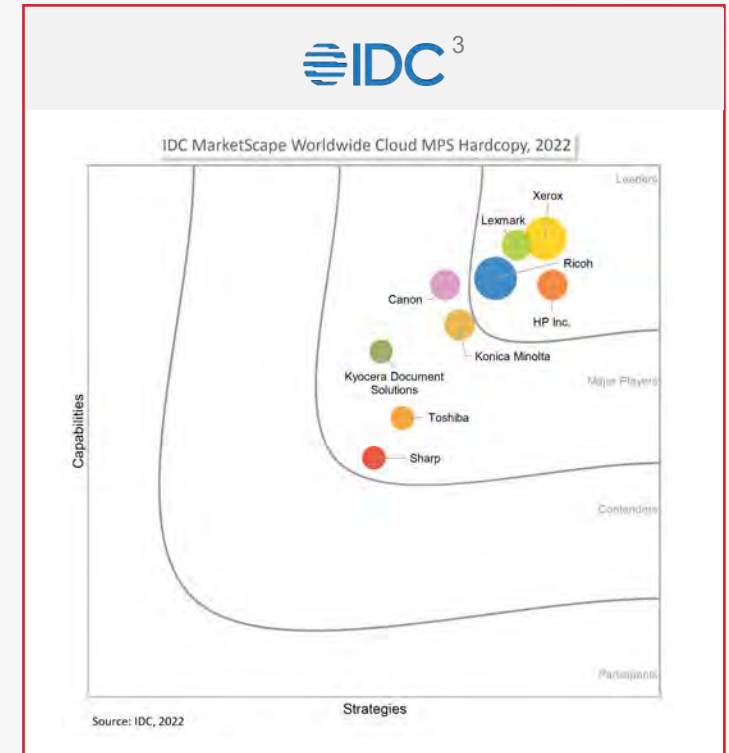 IDC 3
IDC MarketScape Worldwide Cloud MPS Hardcopy, 2022
Leaders
Xerox
Lexmark
Ricoh
Canon
HP Inc.
Konica Minolta
Kyocera Document
Solutions
Major Players
Toshiba
Sharp
Capabilities
Contenders
Participants
Strategies
Source: IDC, 2022